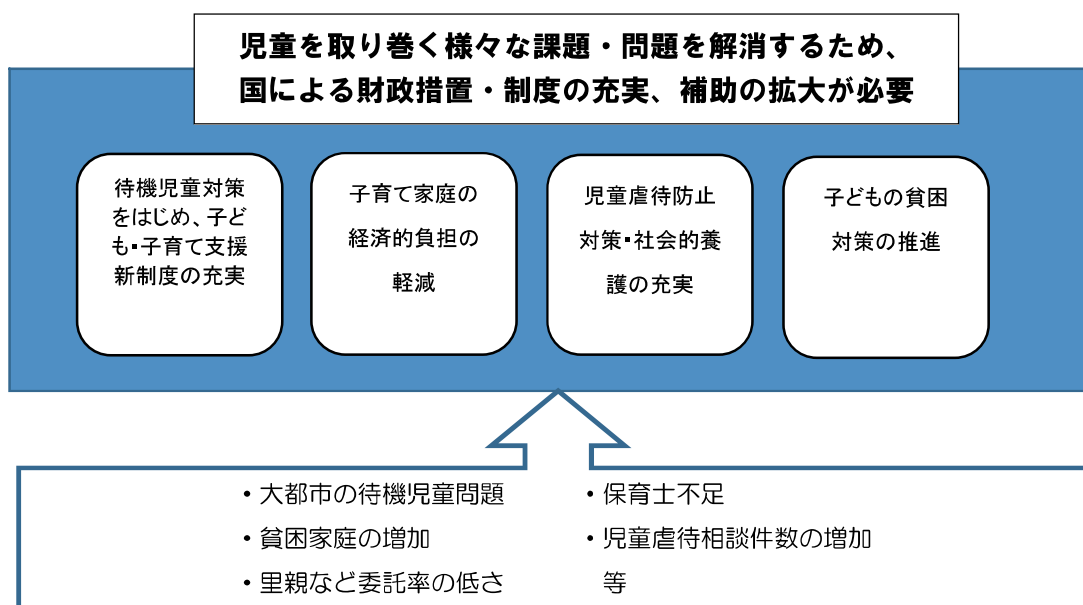 児童を取り巻く様々な課題・問題を解消するため、
国による財政措置・制度の充実、補助の拡大が必要
待機児童対策
をはじめ、子ど
も・子育て支援
新制度の充実
子育て家庭の
経済的負担の
軽減
児童虐待防止
対策・社会的養
護の充実
子どもの貧困
対策の推進
・大都市の待機児童問題
・貧困家庭の増加
・里親など委託率の低さ
・保育士不足
・児童虐待相談件数の増加
等